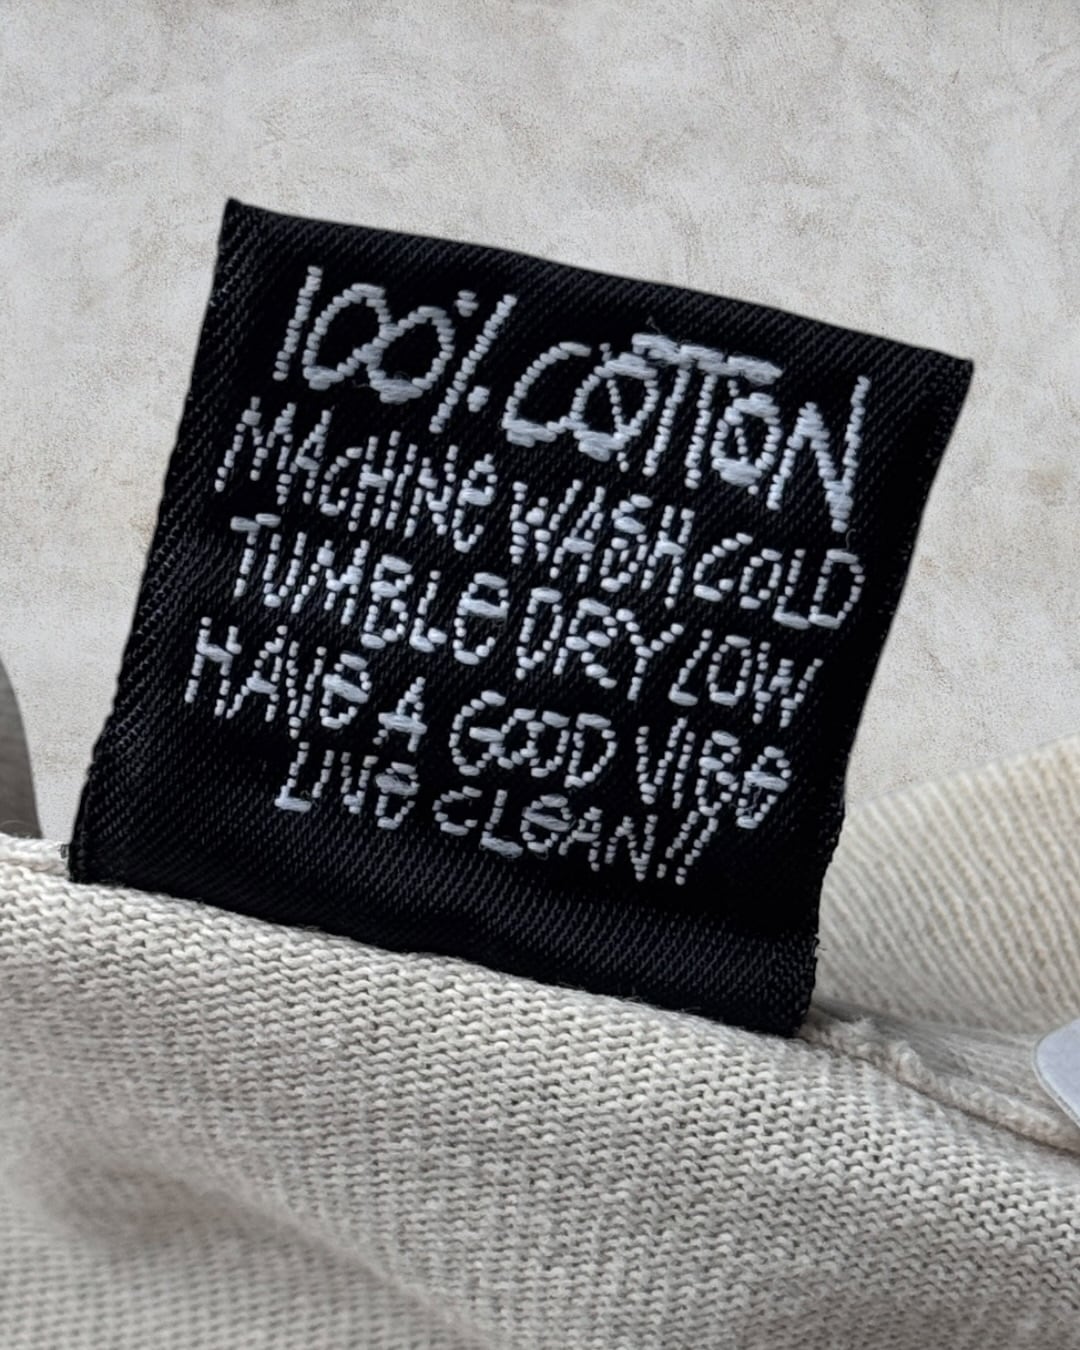 100% COTTON
MACHINE WASH COLD
TUMBLE DRY LOW
HAVE A GOOD VIBE
LIVE CLEAN//